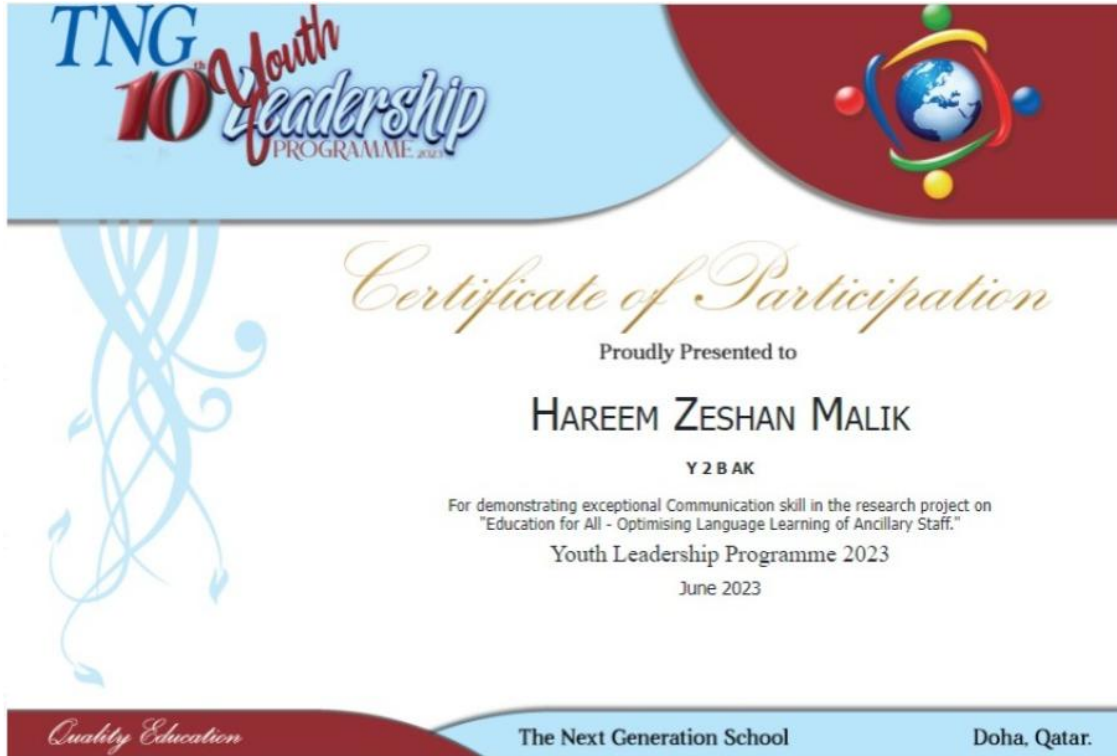 TNG
10th Youth
Leadership
PROGRAMME 2023
Certificate of Participation
Proudly Presented to
HAREEM ZESHAN MALIK
Y 2 B AK
For demonstrating exceptional Communication skill in the research project on
"Education for All - Optimising Language Learning of Ancillary Staff."
Youth Leadership Programme 2023
June 2023
Quality Education
The Next Generation School
Doha, Qatar.